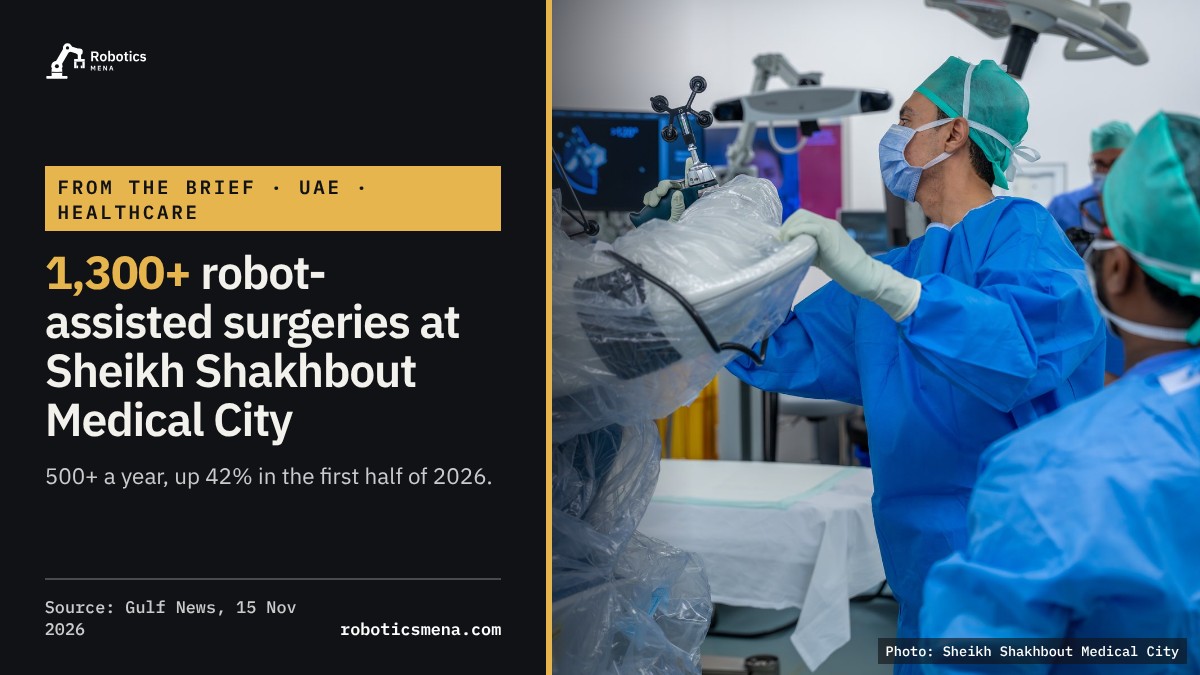 Robotics
MENA
FROM THE BRIEF · UAE ·
HEALTHCARE
1,300+ robot-
assisted surgeries at
Sheikh Shakhbout
Medical City
500+ a year, up 42% in the first half of 2026.
Source: Gulf News, 15 Nov
2026
roboticsmena.com
Photo: Sheikh Shakhbout Medical City